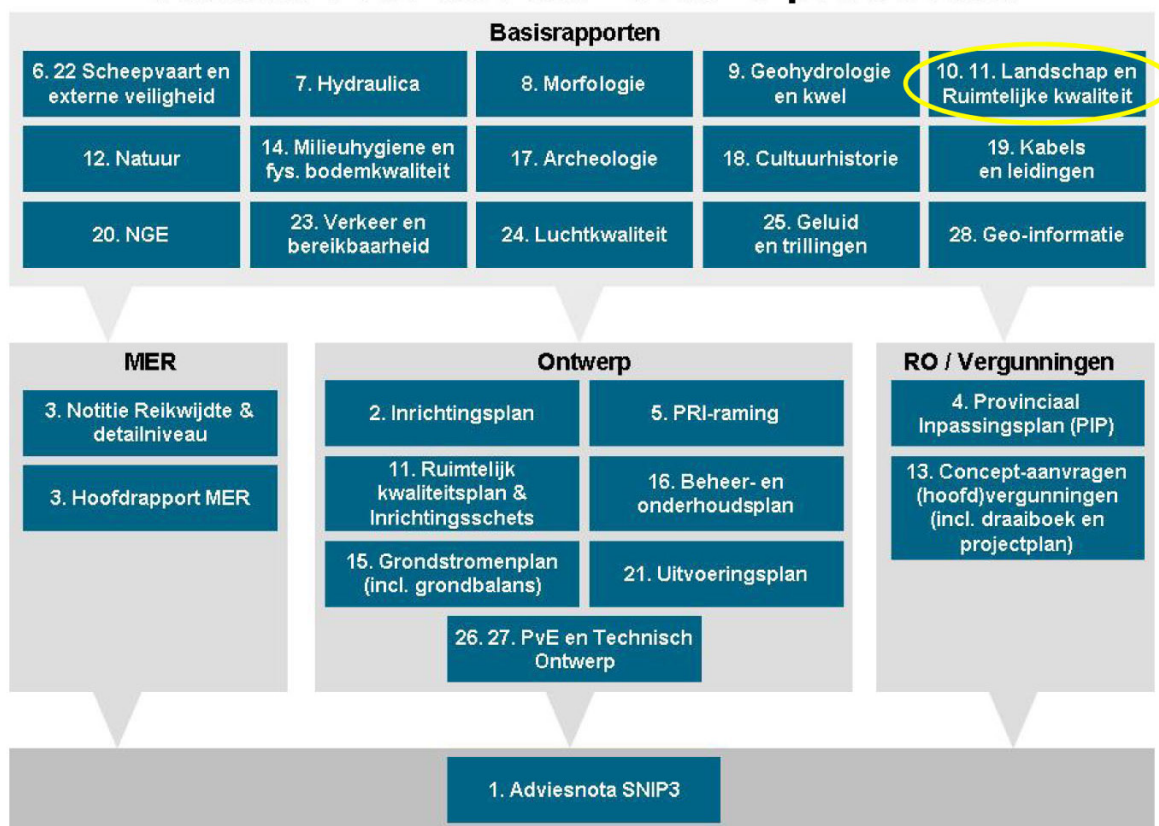 Basisrapporten
6. 22 Scheepvaart en
externe veiligheid
7. Hydraulica
8. Morfologie
9. Geohydrologie
en kwel
10. 11. Landschap en
Ruimtelijke kwaliteit
12. Natuur
14. Milieuhygiene en
fys. bodemkwaliteit
17. Archeologie
18. Cultuurhistorie
19. Kabels
en leidingen
20. NGE
23. Verkeer en
bereikbaarheid
24. Luchtkwaliteit
25. Geluid
en trillingen
28. Geo-informatie
MER
3. Notitie Reikwijdte &
detailniveau
3. Hoofdrapport MER
Ontwerp
2. Inrichtingsplan
5. PRI-raming
11. Ruimtelijk
kwaliteitsplan &
Inrichtingsschets
16. Beheer- en
onderhoudsplan
15. Grondstromenplan
(incl. grondbalans)
21. Uitvoeringsplan
26. 27. PvE en Technisch
Ontwerp
RO / Vergunningen
4. Provinciaal
Inpassingsplan (PIP)
13. Concept-aanvragen
(hoofd)vergunningen
(incl. draaiboek en
projectplan)
1. Adviesnota SNIP3